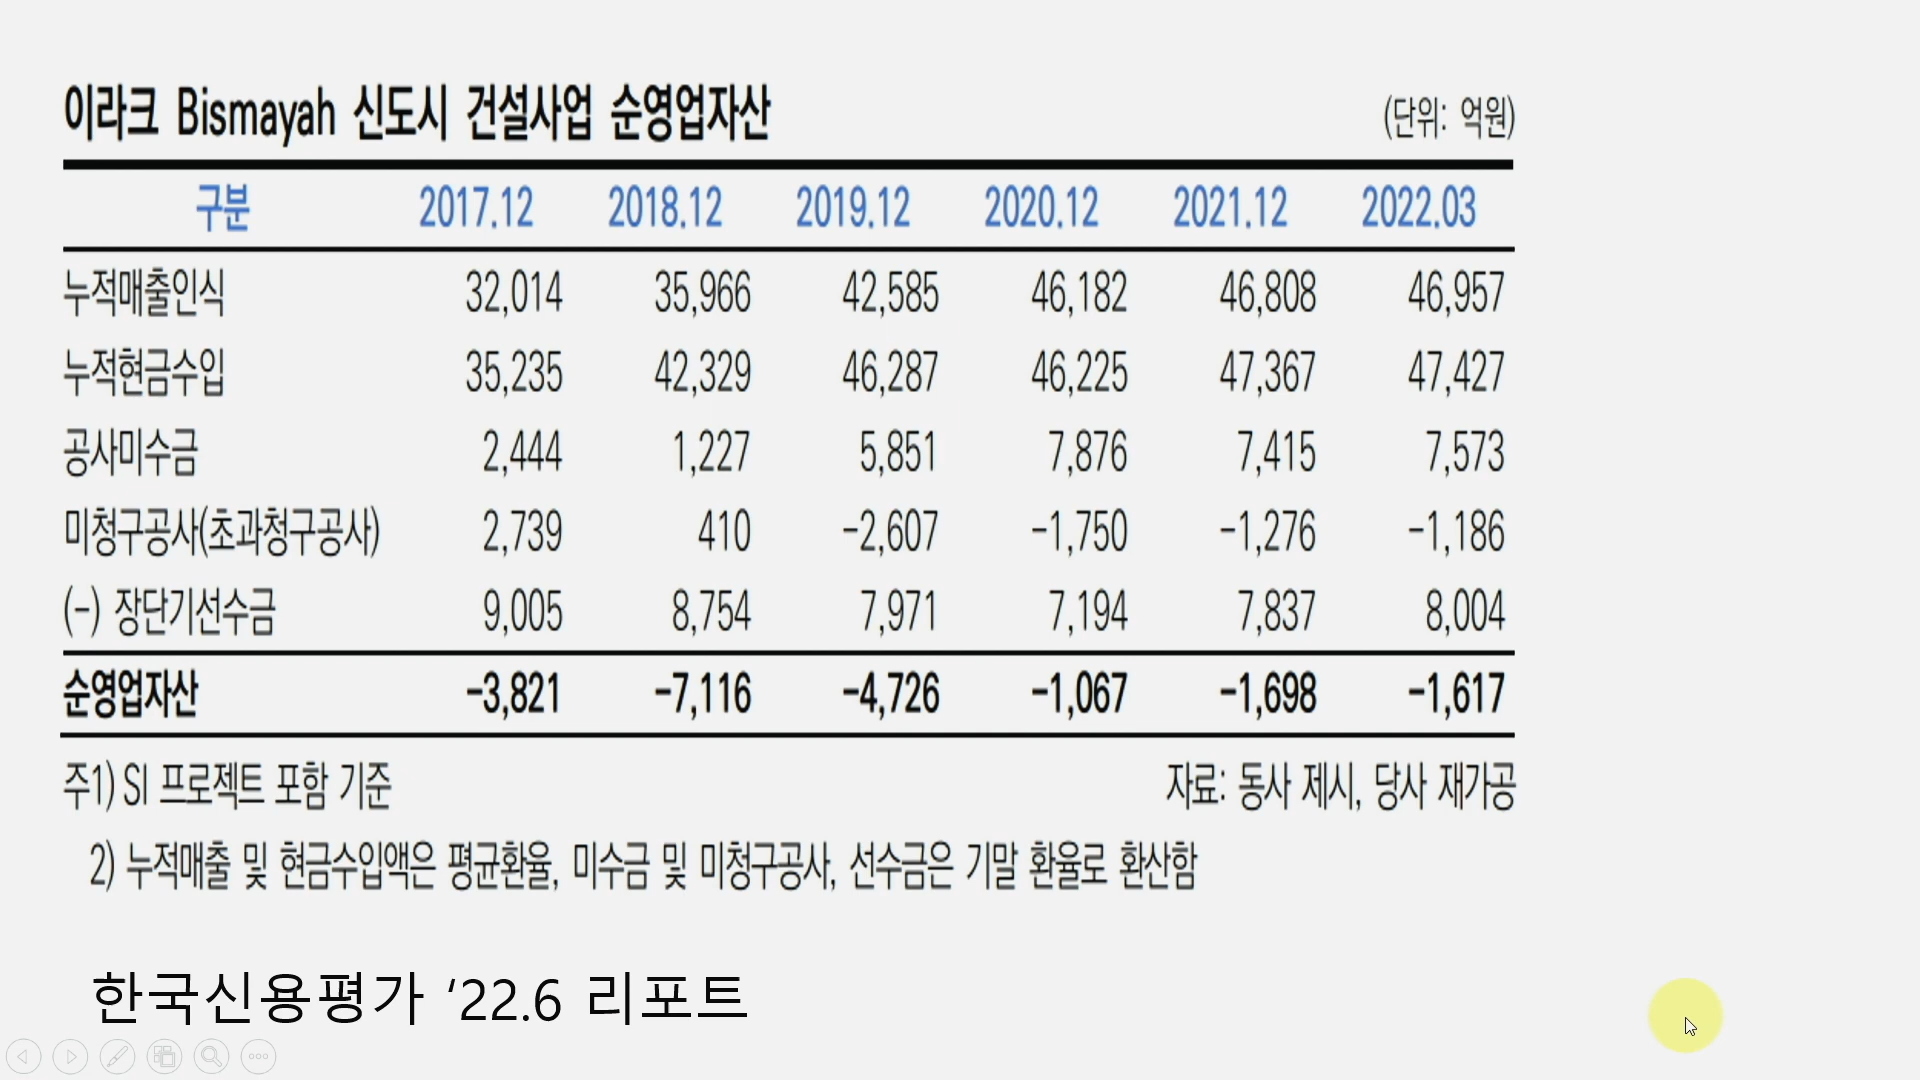 이라크 Bismayah 신도시 건설사업 순영업자산 (단위: 억원)
구분 2017.12 2018.12 2019.12 2020.12 2021.12 2022.03
누적매출인식 32,014 35,966 42,585 46,182 46,808 46,957
누적현금수입 35,235 42,329 46,287 46,225 47,367 47,427
공사미수금 2,444 1,227 5,851 7,876 7,415 7,573
미청구공사(초과청구공사) 2,739 410 -2,607 -1,750 -1,276 -1,186
(-) 장단기선수금 9,005 8,754 7,971 7,194 7,837 8,004
순영업자산 -3,821 -7,116 -4,726 -1,067 -1,698 -1,617
주1) SI 프로젝트 포함 기준 자료: 동사 제시, 당사 재가공
2) 누적매출 및 현금수입액은 평균환율, 미수금 및 미청구공사, 선수금은 기말 환율로 환산함
한국신용평가 ‘22.6 리포트